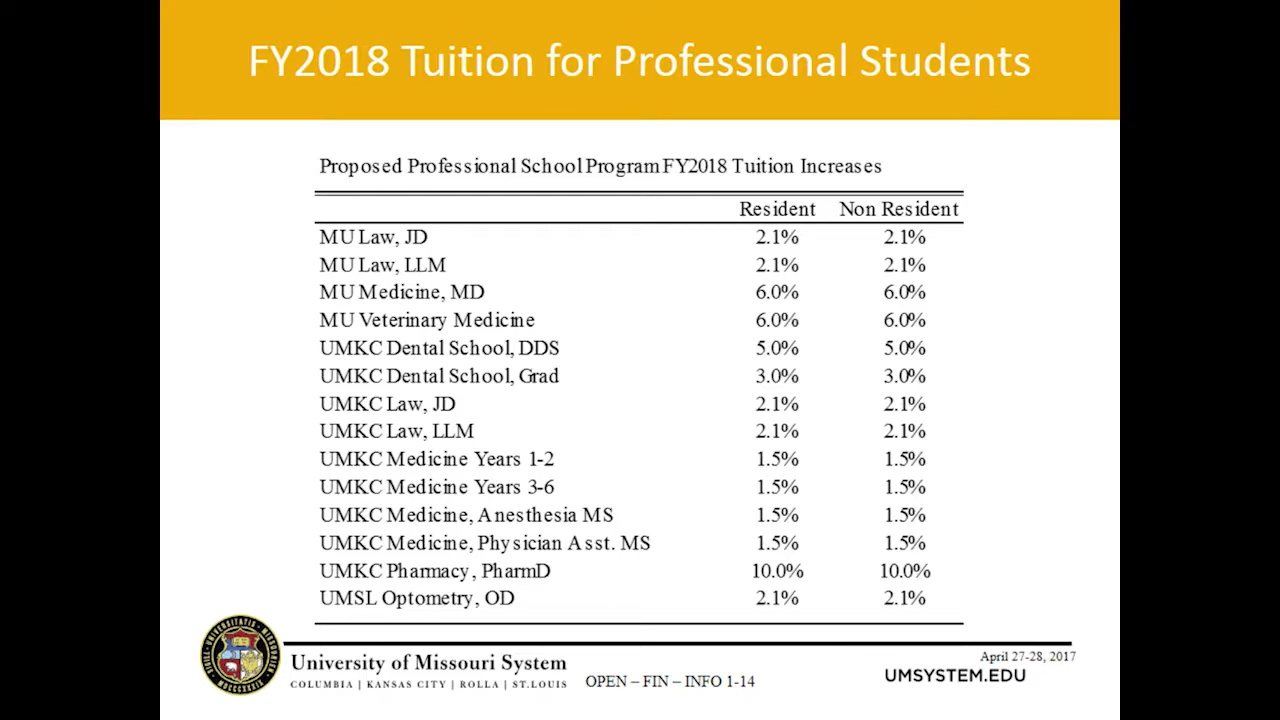 FY2018 Tuition for Professional Students
Proposed Professional School Program FY2018 Tuition Increases
Resident Non Resident
MU Law, JD 2.1% 2.1%
MU Law, LLM 2.1% 2.1%
MU Medicine, MD 6.0% 6.0%
MU Veterinary Medicine 6.0% 6.0%
UMKC Dental School, DDS 5.0% 5.0%
UMKC Dental School, Grad 3.0% 3.0%
UMKC Law, JD 2.1% 2.1%
UMKC Law, LLM 2.1% 2.1%
UMKC Medicine Years 1-2 1.5% 1.5%
UMKC Medicine Years 3-6 1.5% 1.5%
UMKC Medicine, Anesthesia MS 1.5% 1.5%
UMKC Medicine, Physician Asst. MS 1.5% 1.5%
UMKC Pharmacy, PharmD 10.0% 10.0%
UMSL Optometry, OD 2.1% 2.1%
University of Missouri System
COLUMBIA | KANSAS CITY | ROLLA | ST.LOUIS
OPEN – FIN – INFO 1-14
April 27-28, 2017
UMSYSTEM.EDU